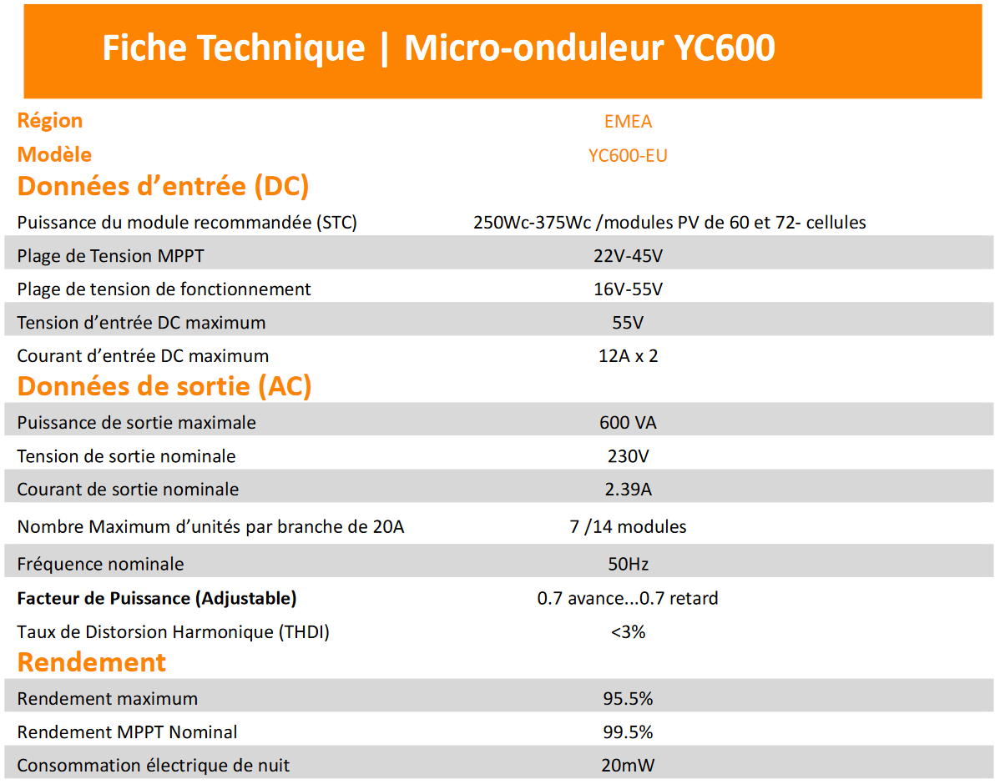 Fiche Technique | Micro-onduleur YC600
Région EMEA
Modèle YC600-EU
Données d’entrée (DC)
Puissance du module recommandée (STC) 250Wc-375Wc /modules PV de 60 et 72- cellules
Plage de Tension MPPT 22V-45V
Plage de tension de fonctionnement 16V-55V
Tension d’entrée DC maximum 55V
Courant d’entrée DC maximum 12A x 2
Données de sortie (AC)
Puissance de sortie maximale 600 VA
Tension de sortie nominale 230V
Courant de sortie nominale 2.39A
Nombre Maximum d’unités par branche de 20A 7 /14 modules
Fréquence nominale 50Hz
Facteur de Puissance (Adjustable) 0.7 avance...0.7 retard
Taux de Distorsion Harmonique (THDI) <3%
Rendement
Rendement maximum 95.5%
Rendement MPPT Nominal 99.5%
Consommation électrique de nuit 20mW